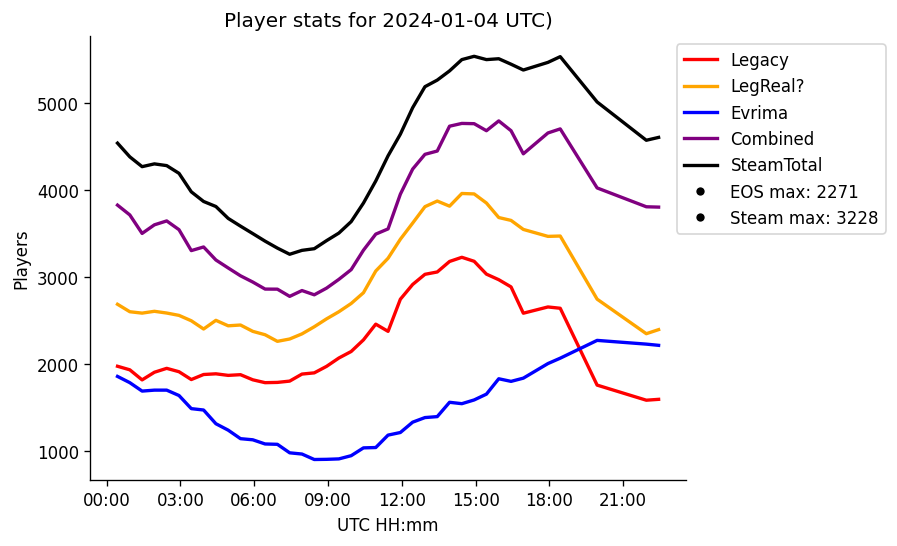 Player stats for 2024-01-04 UTC)
Legacy
LegReal?
Evrima
Combined
SteamTotal
EOS max: 2271
Steam max: 3228
Players
5000
4000
3000
2000
1000
00:00 03:00 06:00 09:00 12:00 15:00 18:00 21:00
UTC HH:mm